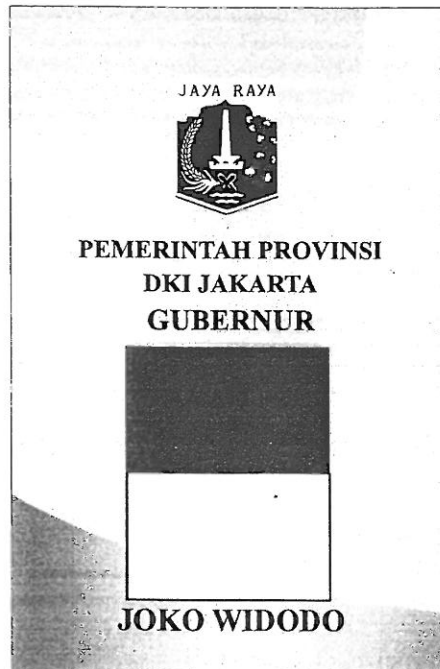 JAYA RAYA
PEMERINTAH PROVINSI
DKI JAKARTA
GUBERNUR
JOKO WIDODO